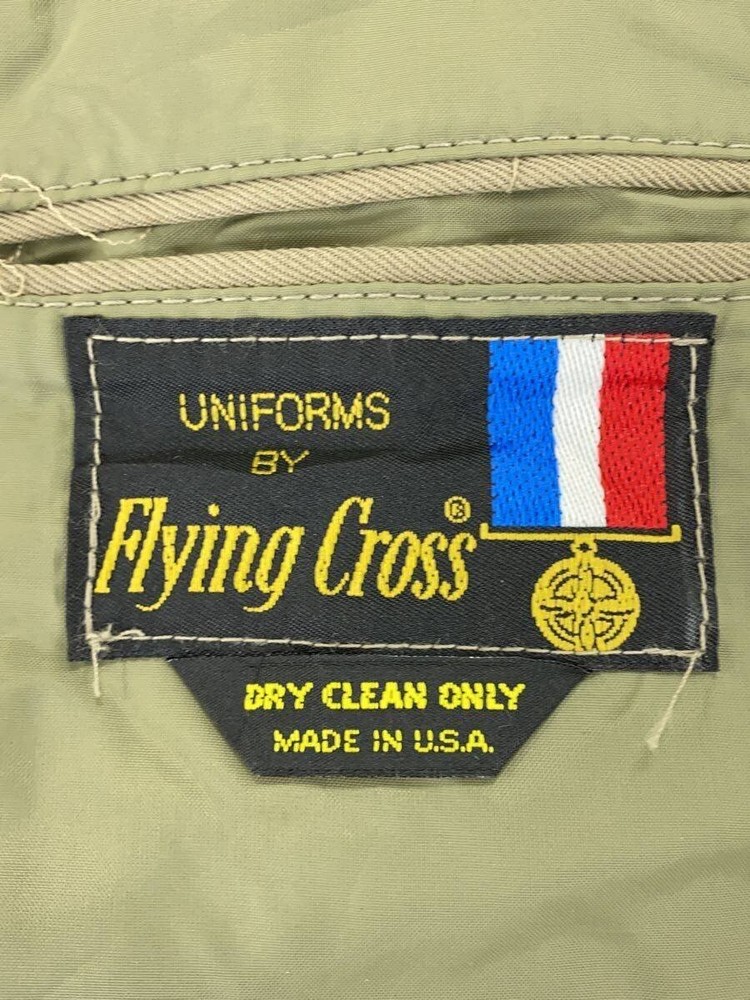 UNIFORMS
BY
Flying Cross®
DRY CLEAN ONLY
MADE IN U.S.A.